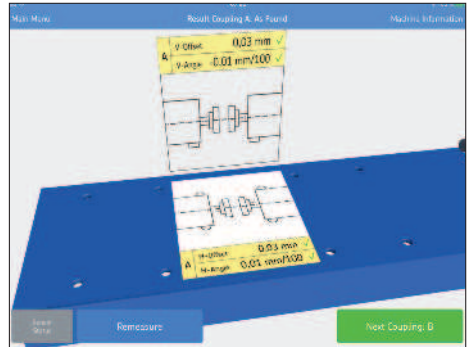 Main Menu
Result Coupling A: As Found
Machine Information
A
V-Offset 0,03 mm ✓
V-Angle -0,01 mm/100 ✓
A
H-Offset 0,03 mm ✓
H-Angle 0,01 mm/100 ✓
Remeasure
Next Coupling: B